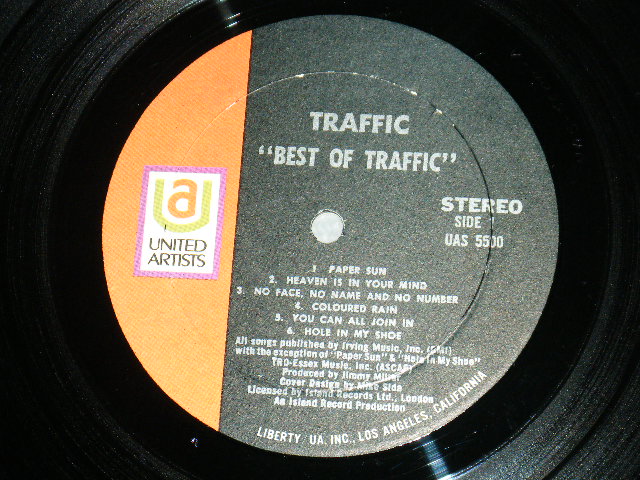 TRAFFIC
"BEST OF TRAFFIC"
STEREO
SIDE 1
UAS 5500
ua
UNITED
ARTISTS
1. PAPER SUN
2. HEAVEN IS IN YOUR MIND
3. NO FACE, NO NAME AND NO NUMBER
4. COLOURED RAIN
5. YOU CAN ALL JOIN IN
6. HOLE IN MY SHOE
All songs published by Irving Music, Inc. (BMI)
with the exception of "Paper Sun" & "Hole in My Shoe"
TRO-Essex Music, Inc. (ASCAP)
Produced by Jimmy Miller
Cover Design by Mike Sida
Licensed by Island Records Ltd., London
An Island Record Production
LIBERTY UA, INC., LOS ANGELES, CALIFORNIA